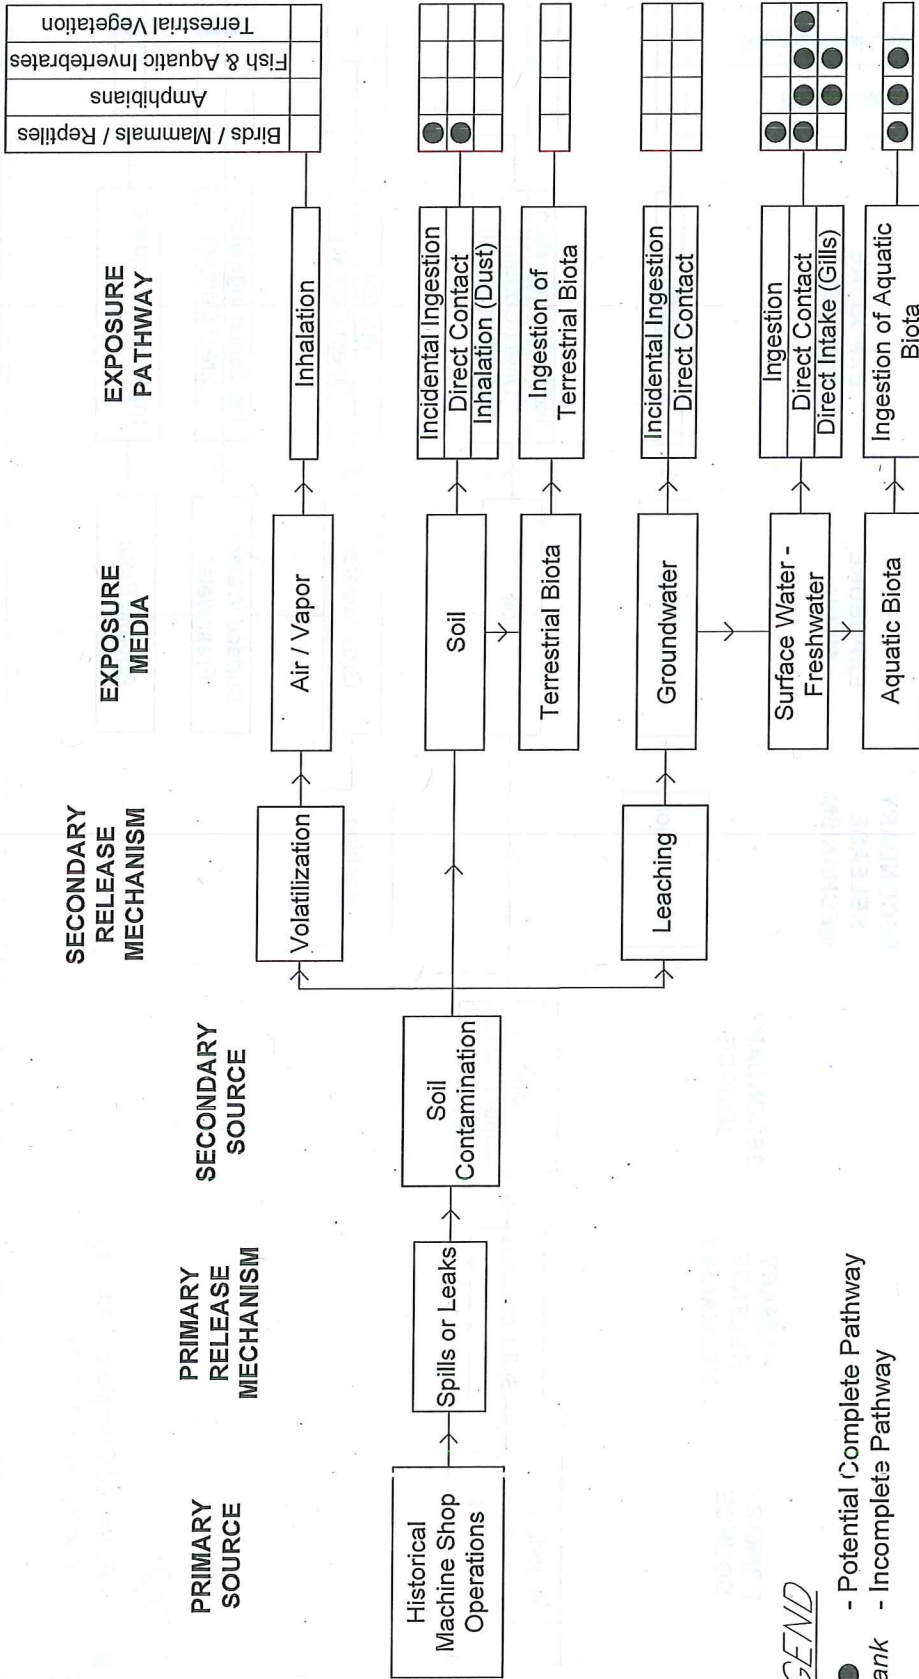 PRIMARY
SOURCE
PRIMARY
RELEASE
MECHANISM
SECONDARY
SOURCE
SECONDARY
RELEASE
MECHANISM
EXPOSURE
MEDIA
EXPOSURE
PATHWAY
Birds / Mammals / Reptiles
Amphibians
Fish & Aquatic Invertebrates
Terrestrial Vegetation
Historical
Machine Shop
Operations
Spills or Leaks
Soil
Contamination
Volatilization
Air / Vapor
Inhalation
Soil
Incidental Ingestion
Direct Contact
Inhalation (Dust)
Terrestrial Biota
Ingestion of
Terrestrial Biota
Leaching
Groundwater
Incidental Ingestion
Direct Contact
Surface Water -
Freshwater
Ingestion
Direct Contact
Direct Intake (Gills)
Aquatic Biota
Ingestion of Aquatic
Biota
GEND
- Potential Complete Pathway
ank - Incomplete Pathway